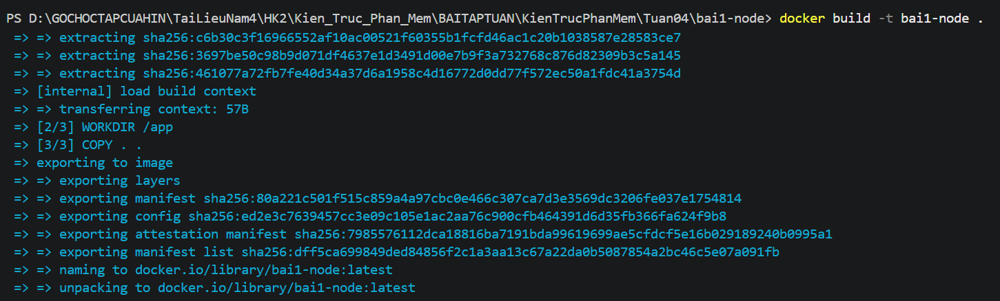 PS D:\GOCHOCTAPCUAHIN\TaiLieuNam4\HK2\Kien_Truc_Phan_Mem\BAITAPTUAN\KienTrucPhanMem\Tuan04\bai1-node> docker build -t bai1-node .
=> => extracting sha256:c6b30c3f16966552af10ac00521f60355b1fcfd46ac1c20b1038587e28583ce7
=> => extracting sha256:3697be50c98b9d071df4637e1d3491d00e7b9f3a732768c876d82309b3c5a145
=> => extracting sha256:461077a72fb7fe40d34a37d6a1958c4d16772d0dd77f572ec50a1fdc41a3754d
=> [internal] load build context
=> => transferring context: 57B
=> [2/3] WORKDIR /app
=> [3/3] COPY . .
=> exporting to image
=> => exporting layers
=> => exporting manifest sha256:80a221c501f515c859a4a97cbc0e466c307ca7d3e3569dc3206fe037e1754814
=> => exporting config sha256:ed2e3c7639457cc3e09c105e1ac2aa76c900cfb464391d6d35fb366fa624f9b8
=> => exporting attestation manifest sha256:7985576112dca18816ba7191bda99619699ae5cfdcf5e16b029189240b0995a1
=> => exporting manifest list sha256:dff5ca699849ded84856f2c1a3aa13c67a22da0b5087854a2bc46c5e07a091fb
=> => naming to docker.io/library/bai1-node:latest
=> => unpacking to docker.io/library/bai1-node:latest